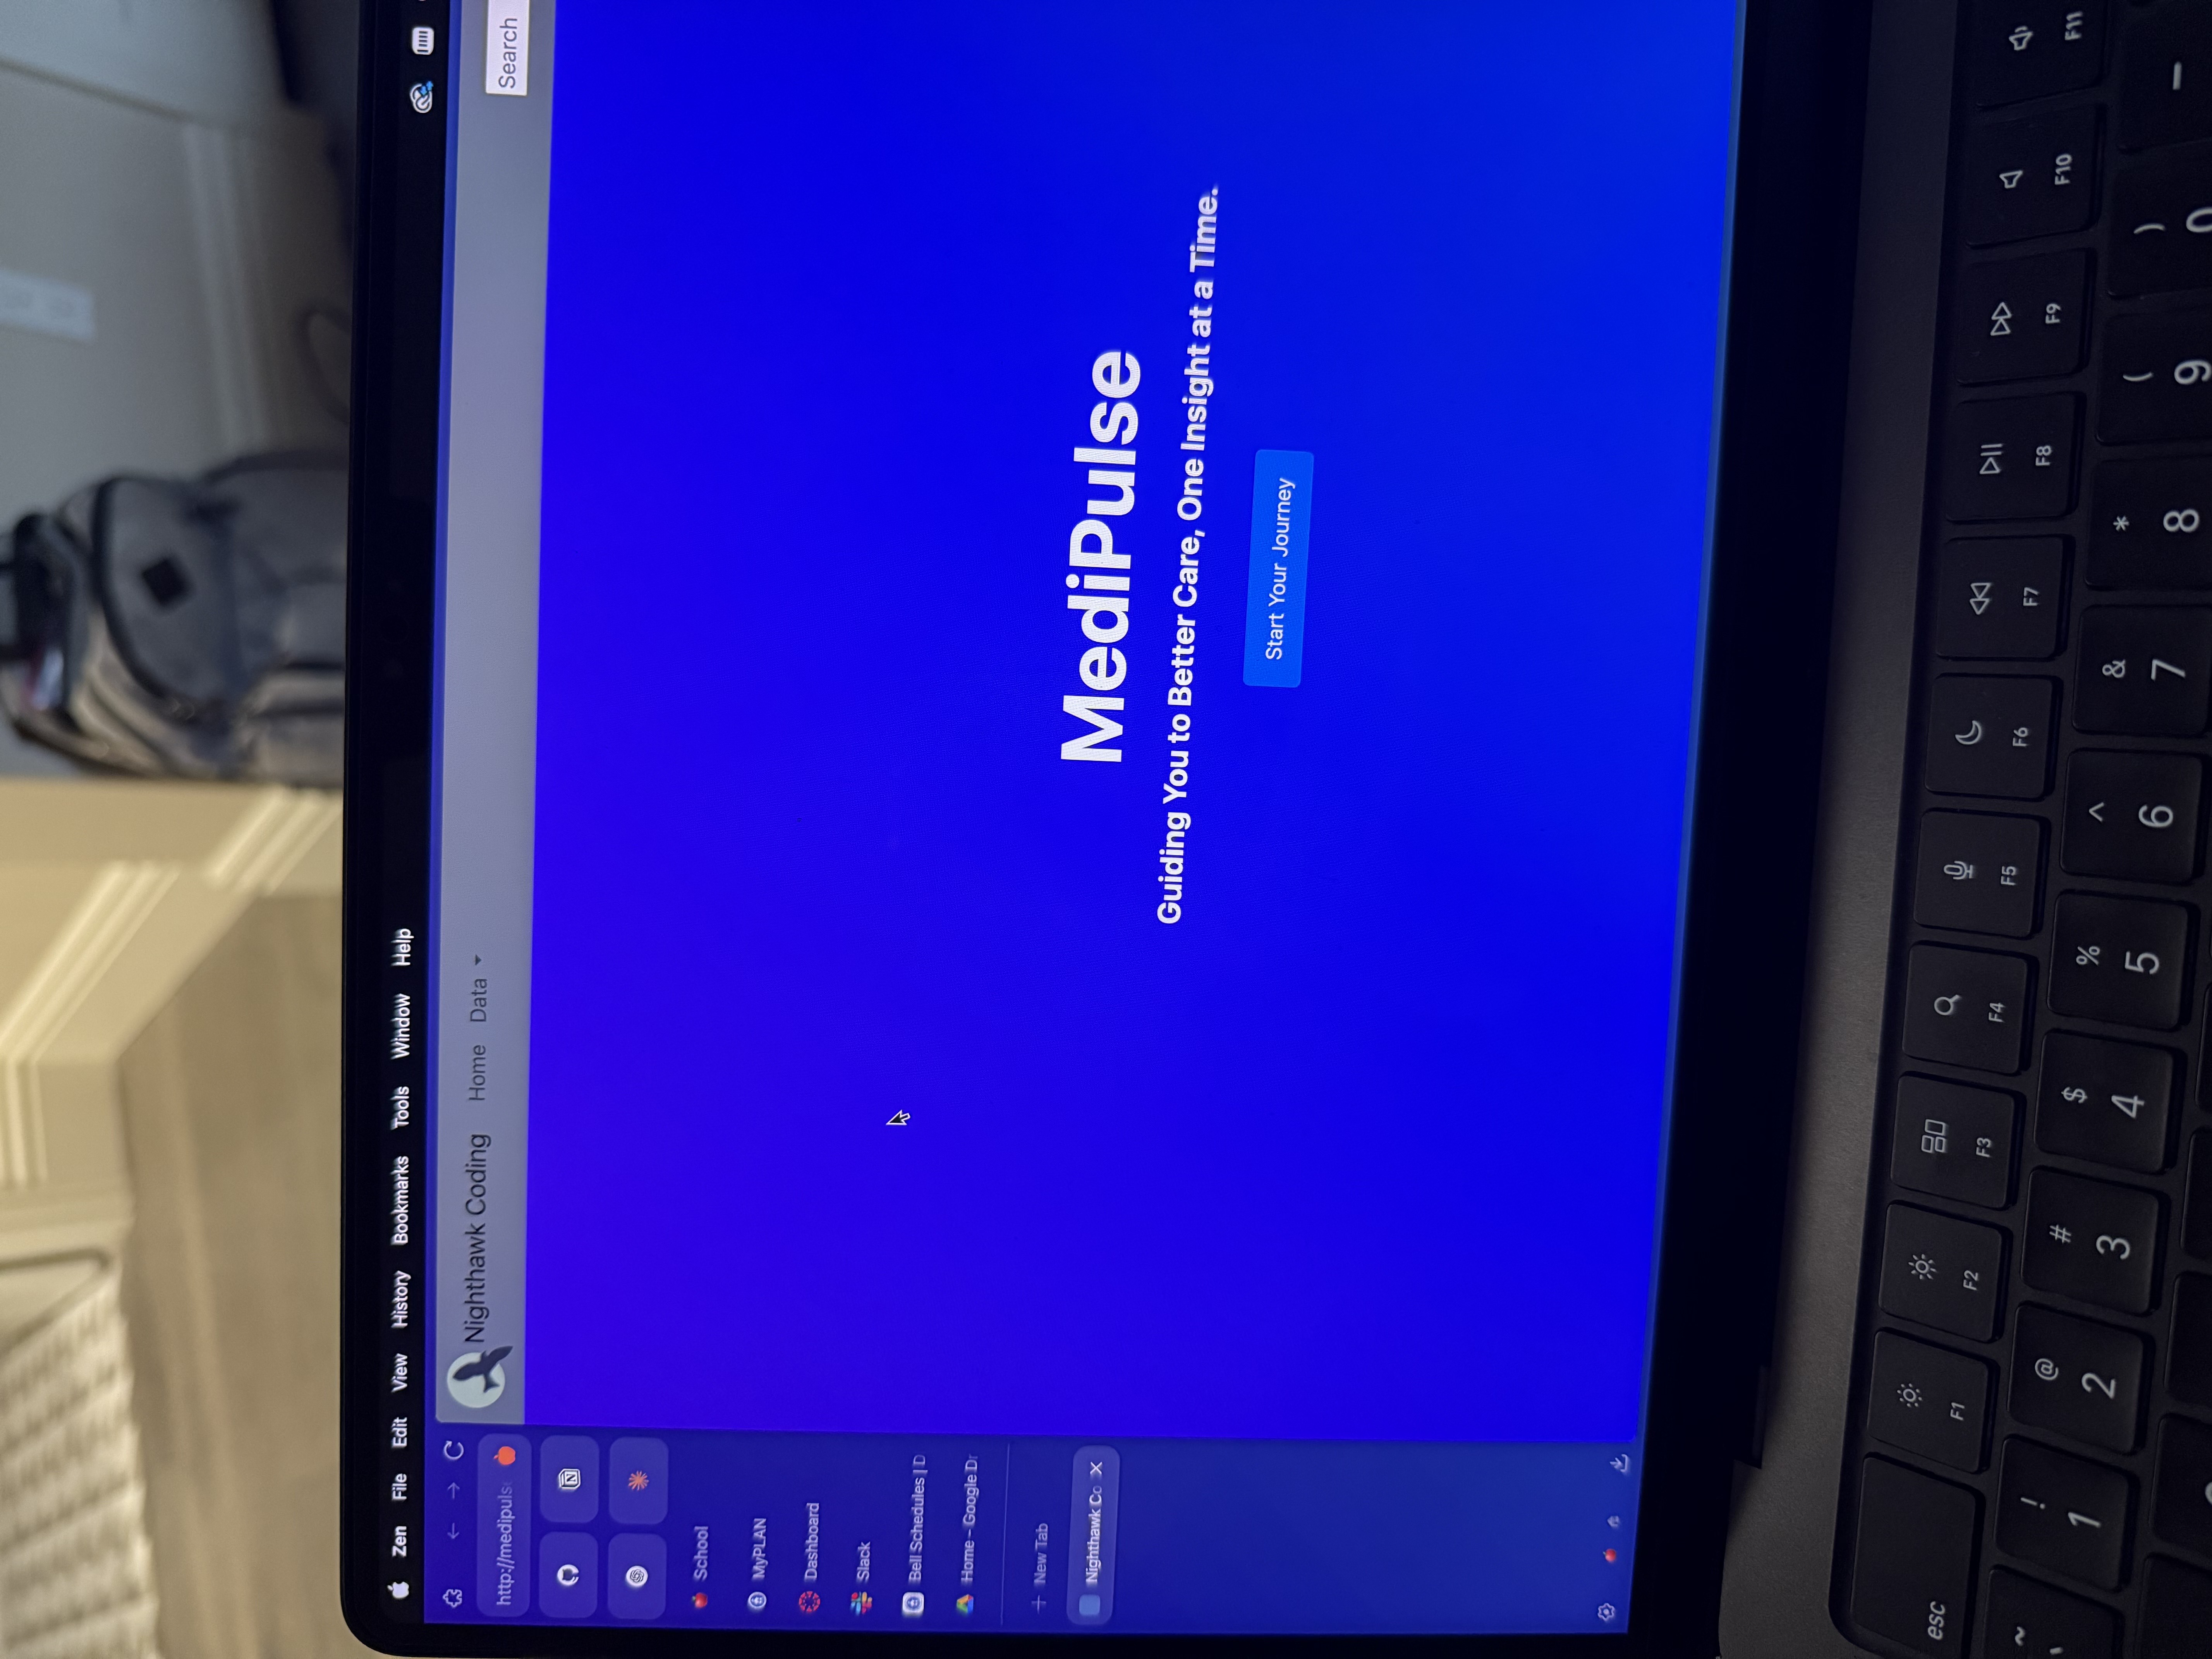 Zen File Edit View History Bookmarks Tools Window Help
http://medipuls
Nighthawk Coding Home Data
Search
School
MyPLAN
Dashboard
Slack
Bell Schedules | D
Home – Google Dr
New Tab
Nighthawk Co
MediPulse
Guiding You to Better Care, One Insight at a Time.
Start Your Journey
esc F1 F2 F3 F4 F5 F6 F7 F8 F9 F10 F11
~ ! @ # $ % ^ & * ( )
1 2 3 4 5 6 7 8 9 0 –